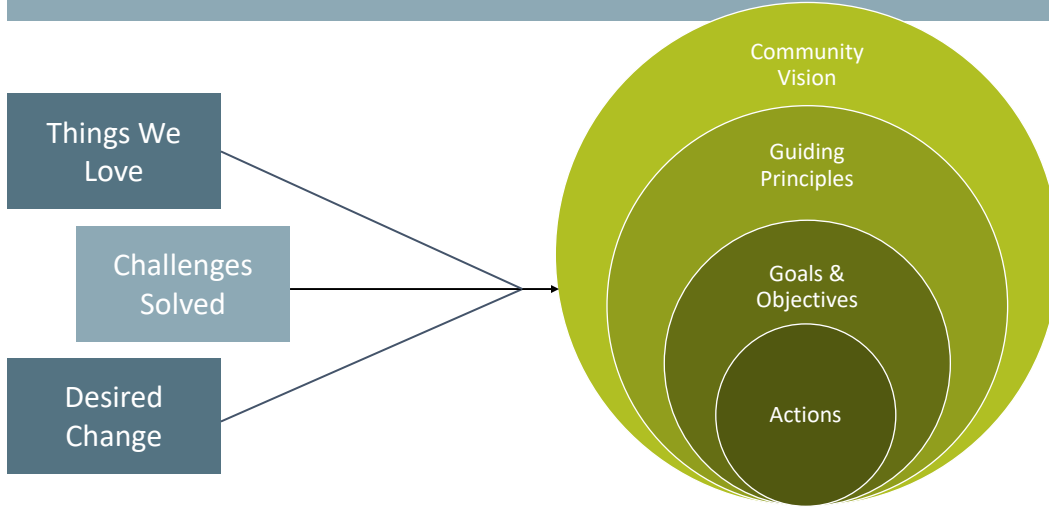 Things We
Love
Challenges
Solved
Desired
Change
Community
Vision
Guiding
Principles
Goals &
Objectives
Actions